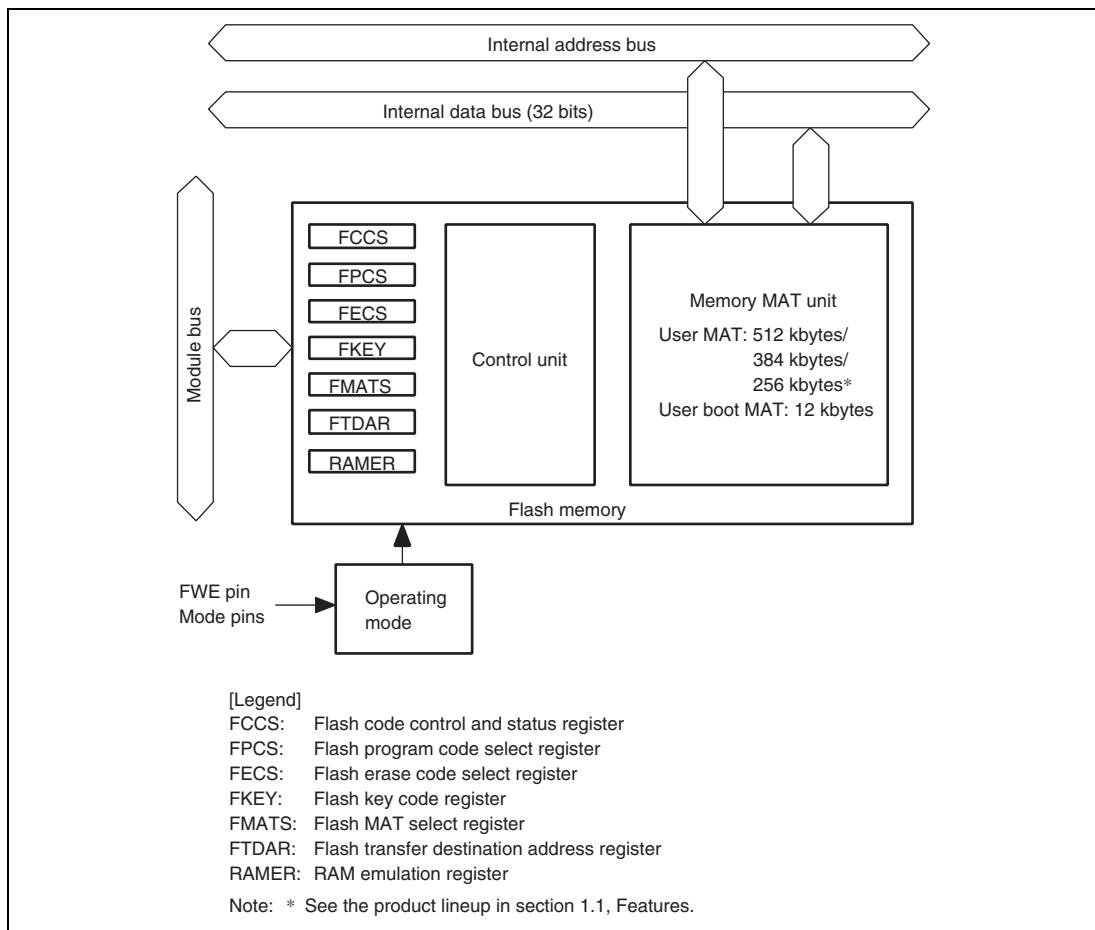 Internal address bus
Internal data bus (32 bits)
Module bus
FCCS
FPCS
FECS
FKEY
FMATS
FTDAR
RAMER
Control unit
Memory MAT unit
User MAT: 512 kbytes/
384 kbytes/
256 kbytes*
User boot MAT: 12 kbytes
Flash memory
FWE pin
Mode pins
Operating
mode
[Legend]
FCCS: Flash code control and status register
FPCS: Flash program code select register
FECS: Flash erase code select register
FKEY: Flash key code register
FMATS: Flash MAT select register
FTDAR: Flash transfer destination address register
RAMER: RAM emulation register
Note: * See the product lineup in section 1.1, Features.